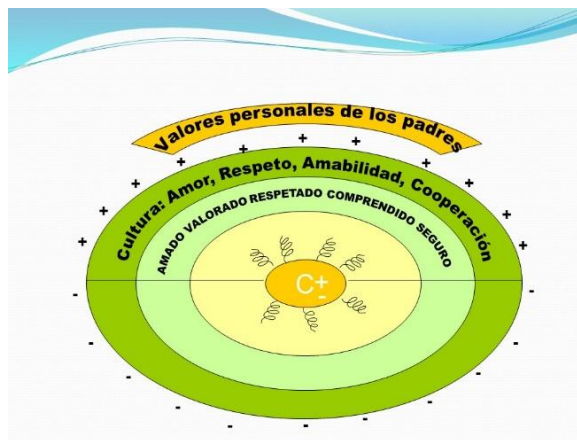 Valores personales de los padres
Cultura: Amor, Respeto, Amabilidad, Cooperación
AMADO VALORADO RESPETADO COMPRENDIDO SEGURO
C+
-